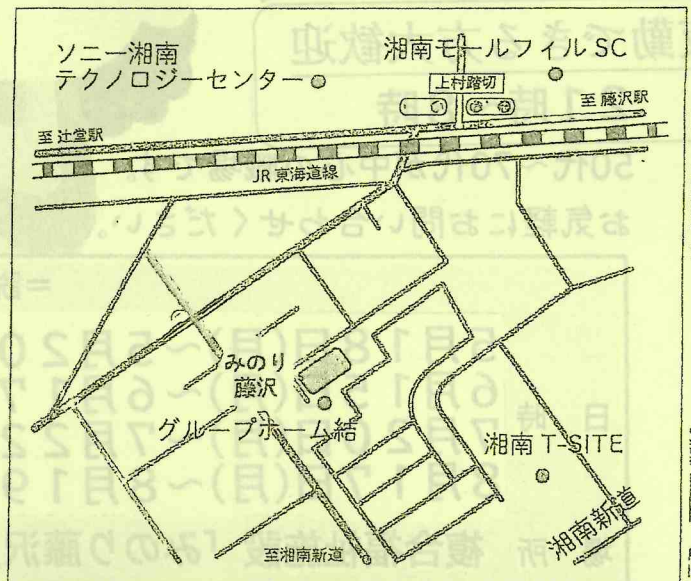 ソニー湘南
テクノロジーセンター
湘南モールフィル SC
上村踏切
至 辻堂駅
至 藤沢駅
JR 東海道線
みのり
藤沢
グループホーム結
湘南 T-SITE
湘南新道
至湘南新道